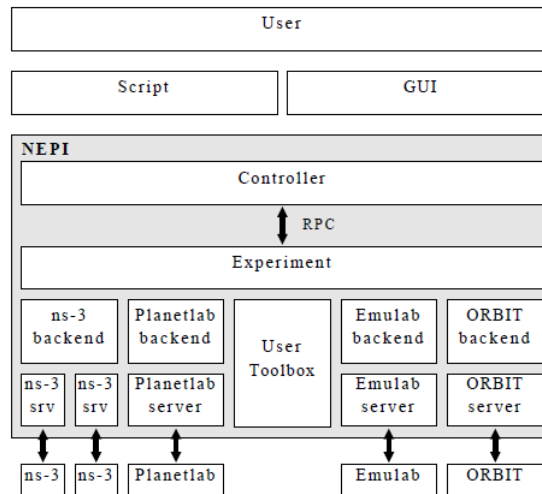 User
Script
GUI
NEPI
Controller
RPC
Experiment
ns-3
backend
Planetlab
backend
User
Toolbox
Emulab
backend
ORBIT
backend
ns-3
srv
ns-3
srv
Planetlab
server
Emulab
server
ORBIT
server
ns-3
ns-3
Planetlab
Emulab
ORBIT